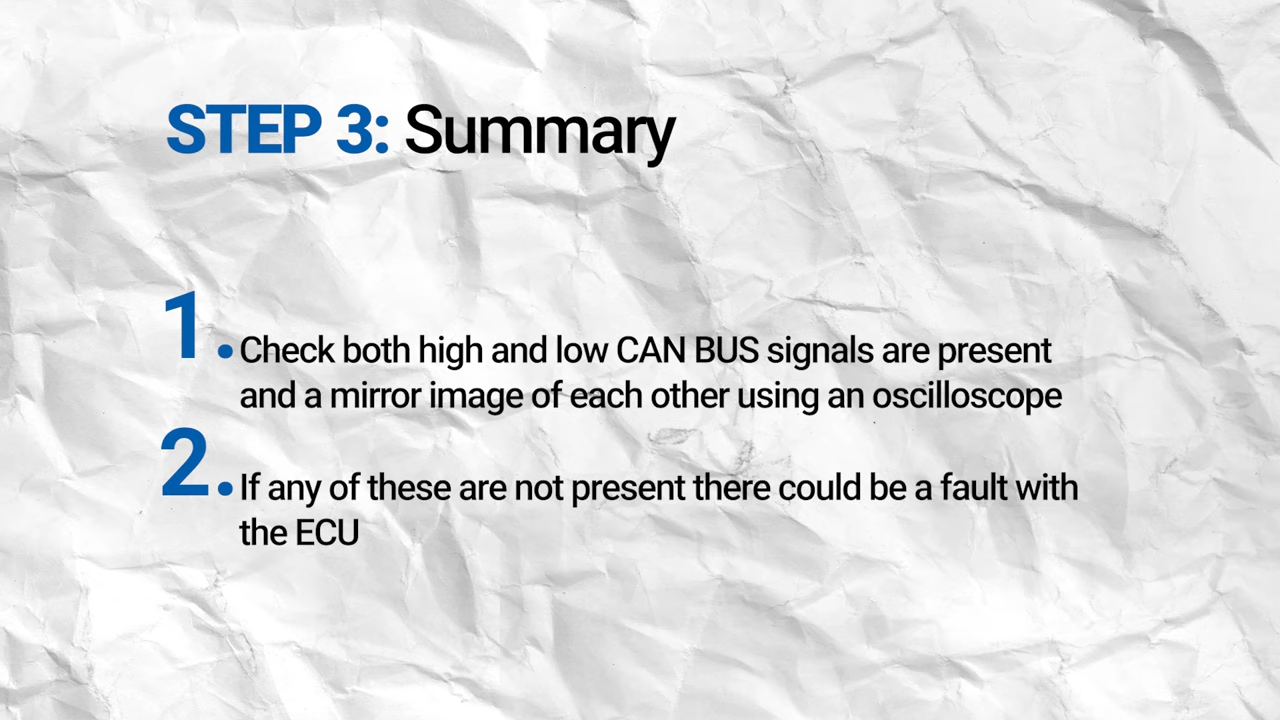 STEP 3: Summary
1. Check both high and low CAN BUS signals are present
and a mirror image of each other using an oscilloscope
2. If any of these are not present there could be a fault with
the ECU